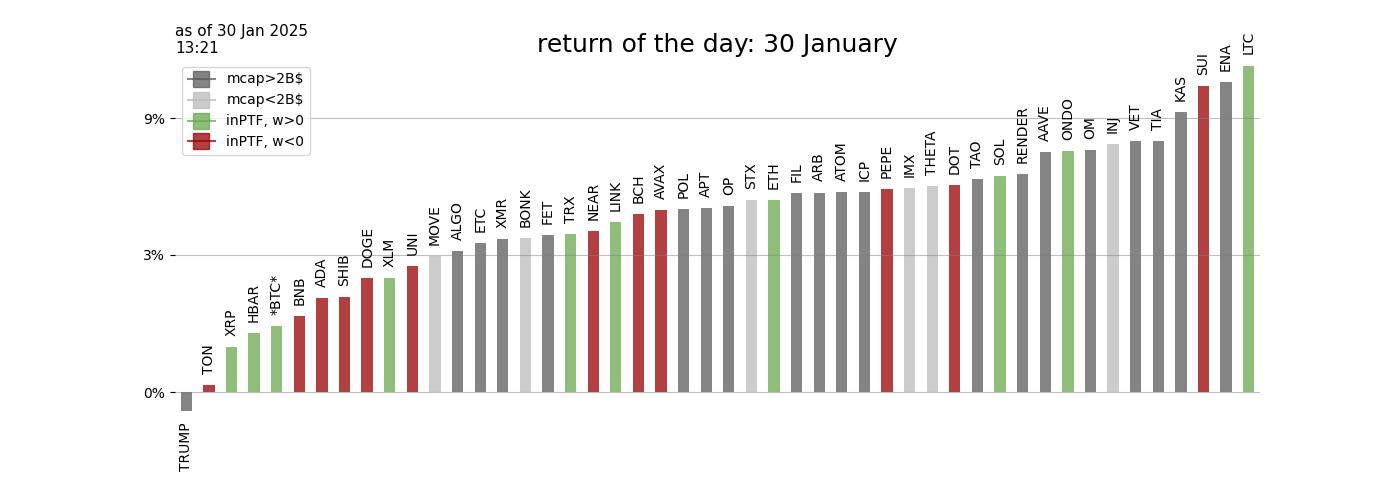 as of 30 Jan 2025
13:21
return of the day: 30 January
mcap>2B$
mcap<2B$
inPTF, w>0
inPTF, w<0
9%
3%
0%
TRUMP
TON
XRP
HBAR
*BTC*
BNB
ADA
SHIB
DOGE
XLM
UNI
MOVE
ALGO
ETC
XMR
BONK
FET
TRX
NEAR
LINK
BCH
AVAX
POL
APT
OP
STX
ETH
FIL
ARB
ATOM
ICP
PEPE
IMX
THETA
DOT
TAO
SOL
RENDER
AAVE
ONDO
OM
INJ
VET
TIA
KAS
SUI
ENA
LTC